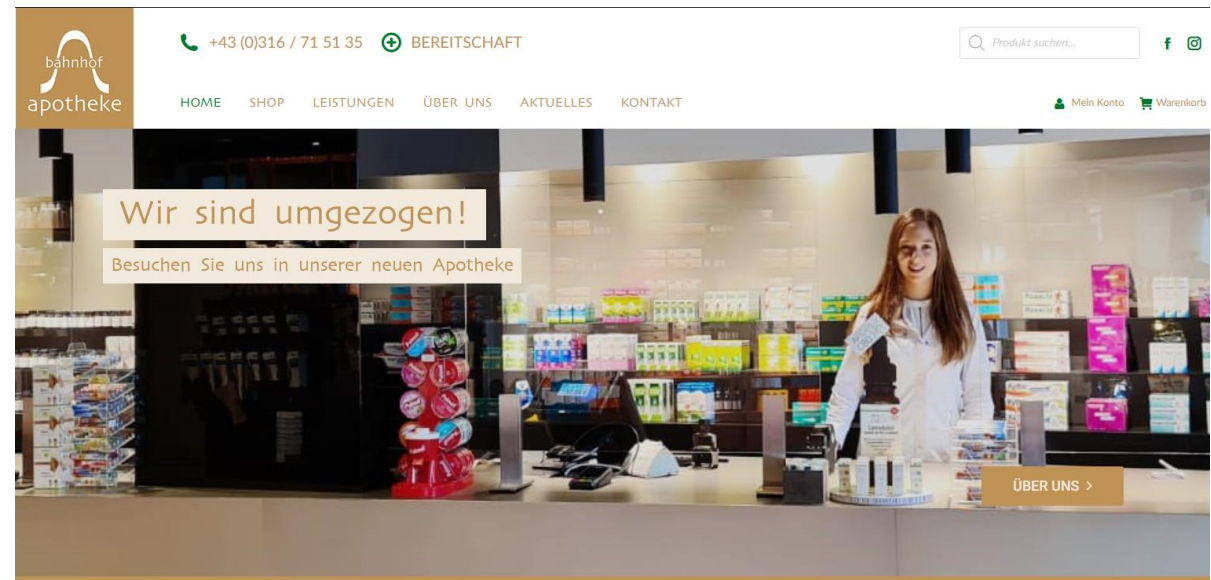 bahnhof
apotheke
+43 (0)316 / 71 51 35 BEREITSCHAFT
Produkt suchen...
HOME SHOP LEISTUNGEN ÜBER UNS AKTUELLES KONTAKT
Mein Konto Warenkorb
Wir sind umgezogen!
Besuchen Sie uns in unserer neuen Apotheke
ÜBER UNS >